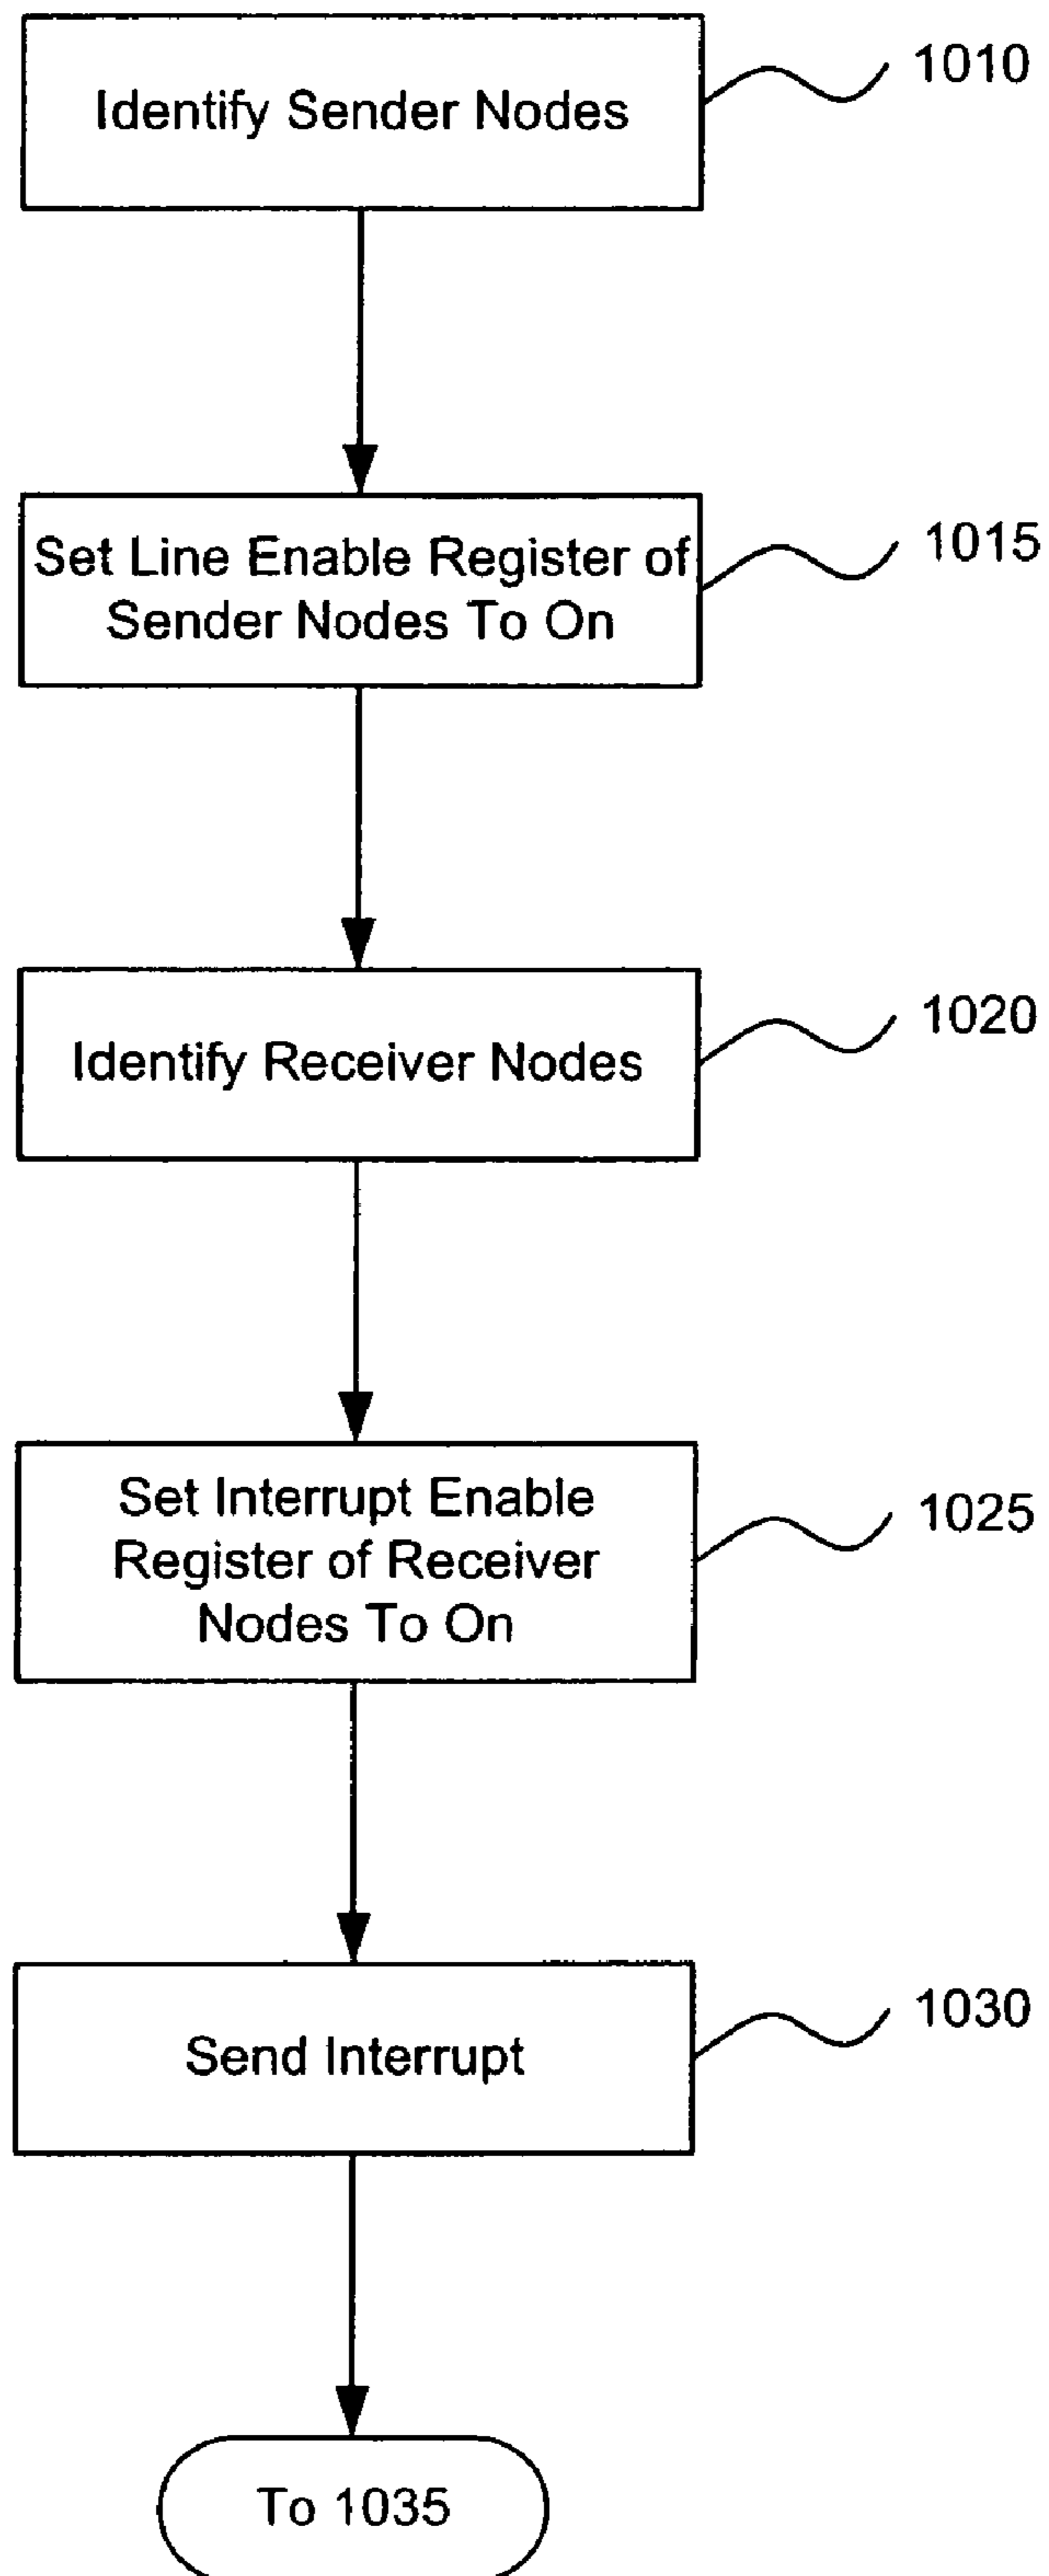 Identify Sender Nodes
1010
Set Line Enable Register of
Sender Nodes To On
1015
Identify Receiver Nodes
1020
Set Interrupt Enable
Register of Receiver
Nodes To On
1025
Send Interrupt
1030
To 1035